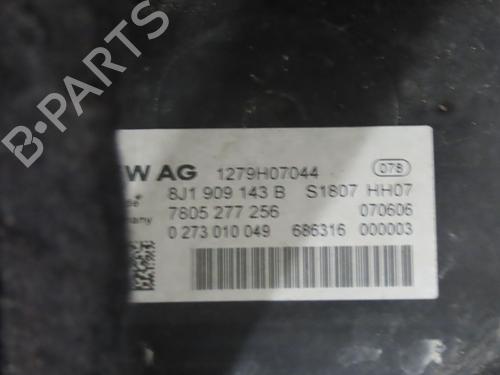 B-PARTS
W AG 1279H07044 078
8J1 909 143 B S1807 HH07
7805 277 256 070606
0 273 010 049 686316 000003